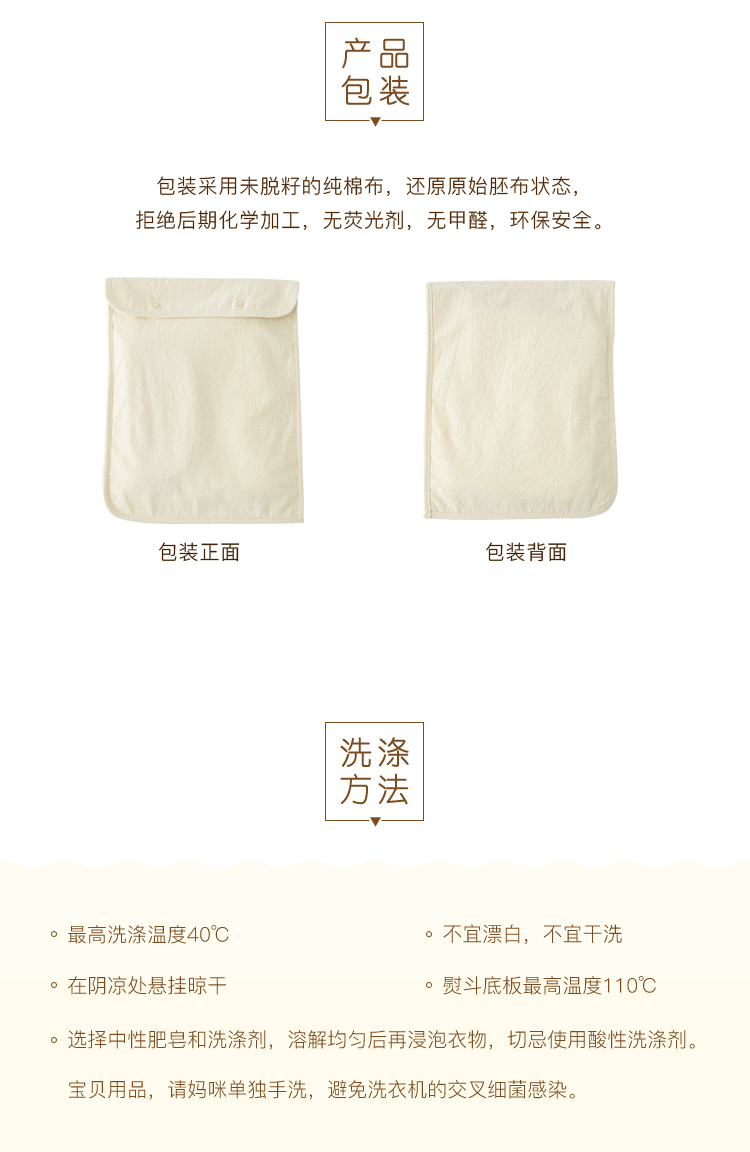 产品
包装
包装采用未脱籽的纯棉布，还原原始胚布状态，
拒绝后期化学加工，无荧光剂，无甲醛，环保安全。
包装正面
包装背面
洗涤
方法
最高洗涤温度40℃
不宜漂白，不宜干洗
在阴凉处悬挂晾干
熨斗底板最高温度110℃
选择中性肥皂和洗涤剂，溶解均匀后再浸泡衣物，切忌使用酸性洗涤剂。
宝贝用品，请妈咪单独手洗，避免洗衣机的交叉细菌感染。